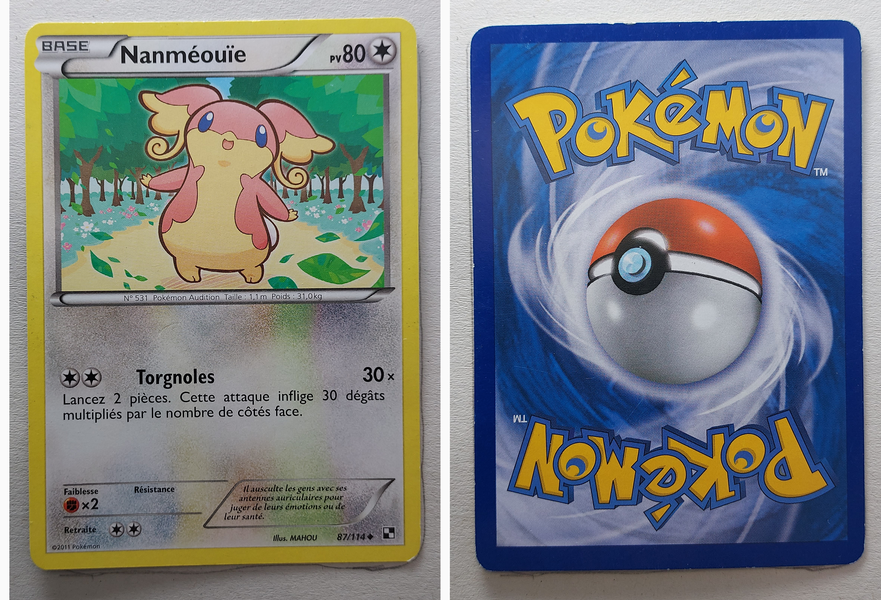 BASE
Nanméouïe
PV80
N° 531 Pokémon Audition Taille : 1,1m Poids : 31,0kg
Torgnoles 30×
Lancez 2 pièces. Cette attaque inflige 30 dégâts
multipliés par le nombre de côtés face.
Faiblesse
×2
Résistance
Retraite
Il ausculte les gens avec ses
antennes auriculaires pour
juger de leurs émotions ou de
leur santé.
©2011 Pokémon
Illus. MAHOU
87/114
POKéMON
TM
POKéMON
TM